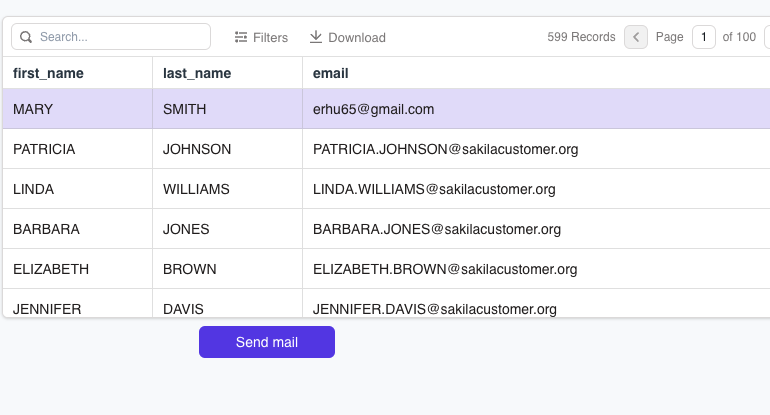 Search... Filters Download 599 Records Page 1 of 100
first_name last_name email
MARY SMITH erhu65@gmail.com
PATRICIA JOHNSON PATRICIA.JOHNSON@sakilacustomer.org
LINDA WILLIAMS LINDA.WILLIAMS@sakilacustomer.org
BARBARA JONES BARBARA.JONES@sakilacustomer.org
ELIZABETH BROWN ELIZABETH.BROWN@sakilacustomer.org
JENNIFER DAVIS JENNIFER.DAVIS@sakilacustomer.org
Send mail